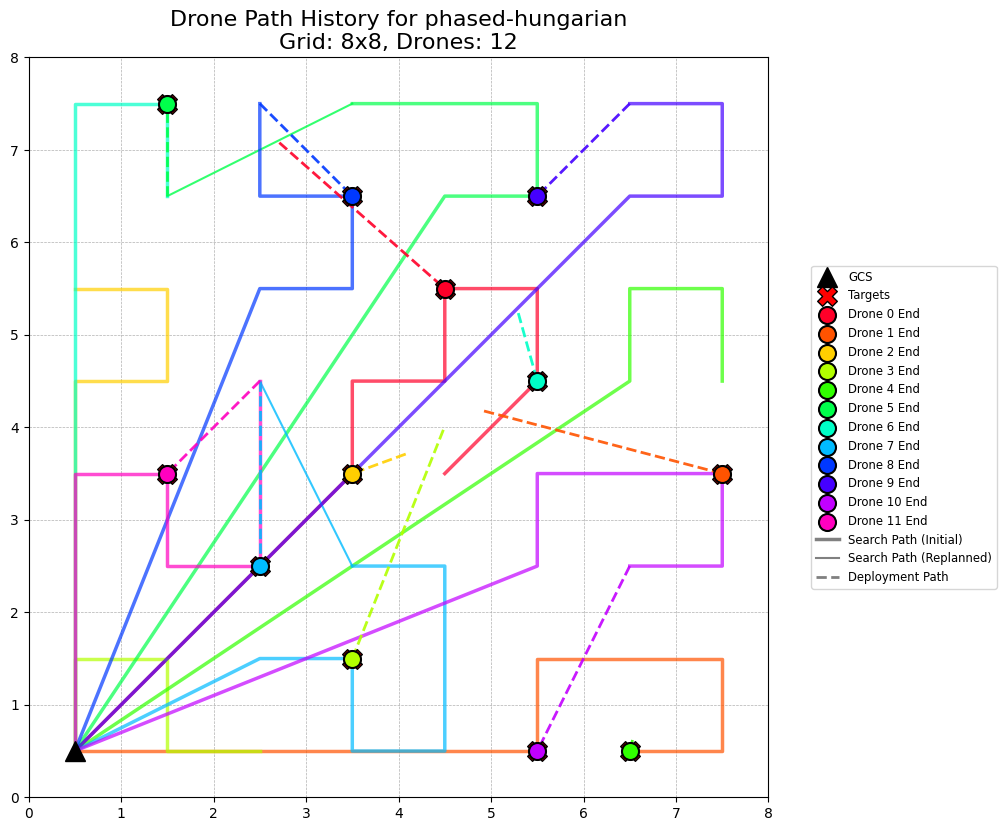 Drone Path History for phased-hungarian
Grid: 8x8, Drones: 12
8
7
6
5
4
3
2
1
0
0 1 2 3 4 5 6 7 8
GCS
Targets
Drone 0 End
Drone 1 End
Drone 2 End
Drone 3 End
Drone 4 End
Drone 5 End
Drone 6 End
Drone 7 End
Drone 8 End
Drone 9 End
Drone 10 End
Drone 11 End
Search Path (Initial)
Search Path (Replanned)
Deployment Path